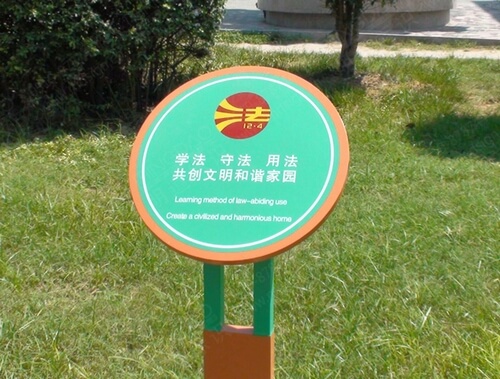 法
12·4
学法 守法 用法
共创文明和谐家园
Learning method of law-abiding use
Create a civilized and harmonious home